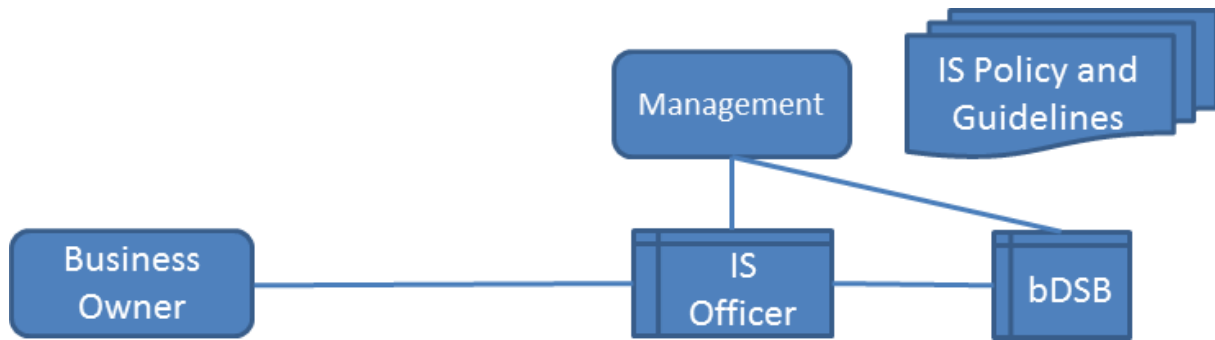 Management
IS Policy and
Guidelines
Business
Owner
IS
Officer
bDSB